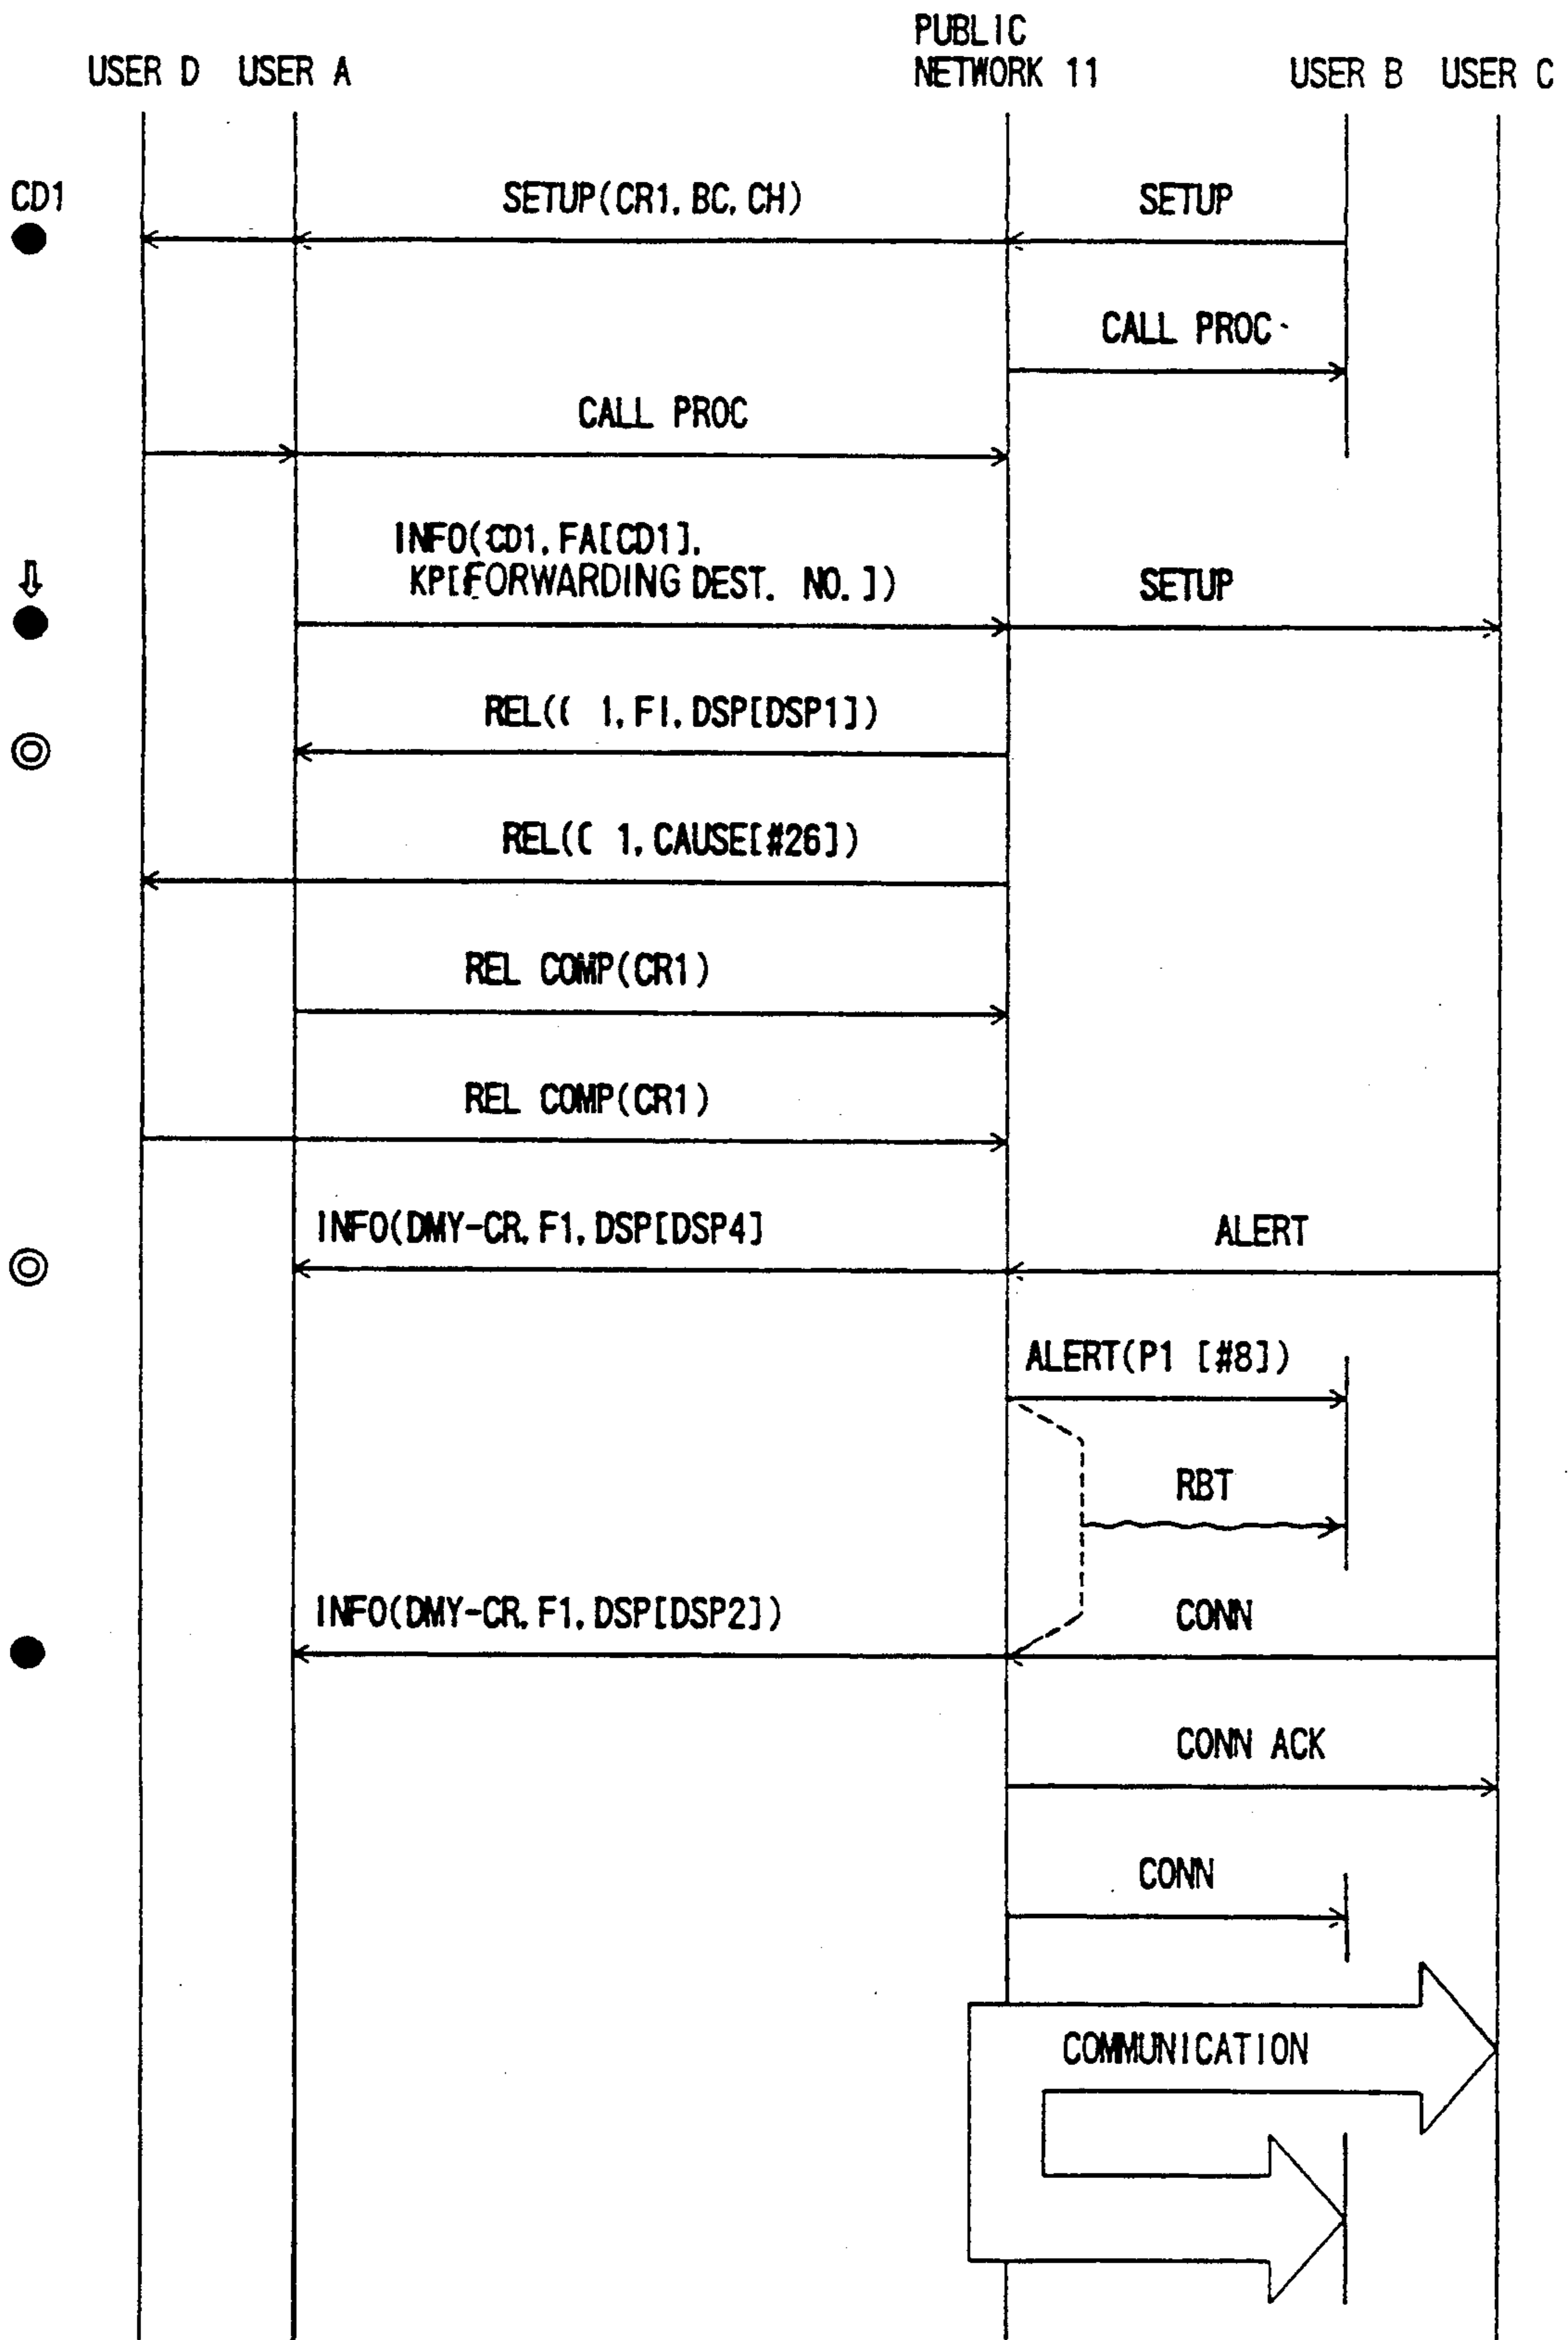 PUBLIC
USER D USER A NETWORK 11 USER B USER C
CD1 SETUP(CR1, BC, CH) SETUP
CALL PROC
CALL PROC
INFO(CD1, FA[CD1],
KP[FORWARDING DEST. NO.]) SETUP
REL(( 1, FI, DSP[DSP1])
REL(( 1, CAUSE[#26])
REL COMP(CR1)
REL COMP(CR1)
INFO(DMY-CR, F1, DSP[DSP4] ALERT
ALERT(P1 [#8])
RBT
INFO(DMY-CR, F1, DSP[DSP2]) CONN
CONN ACK
CONN
COMMUNICATION